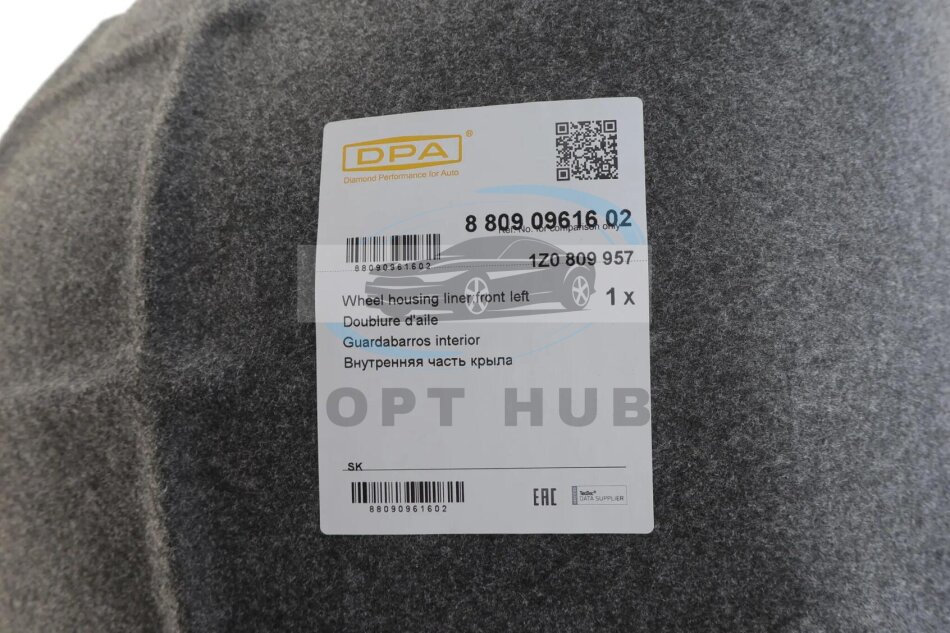 DPA®
Diamond Performance for Auto
8 809 09616 02
Ref. No. for comparison only
88090961602
1Z0 809 957
Wheel housing liner,front left
1 x
Doublure d'aile
Guardabarros interior
Внутренняя часть крыла
OPT HUB
SK
88090961602
EAC
TecDoc®
DATA SUPPLIER